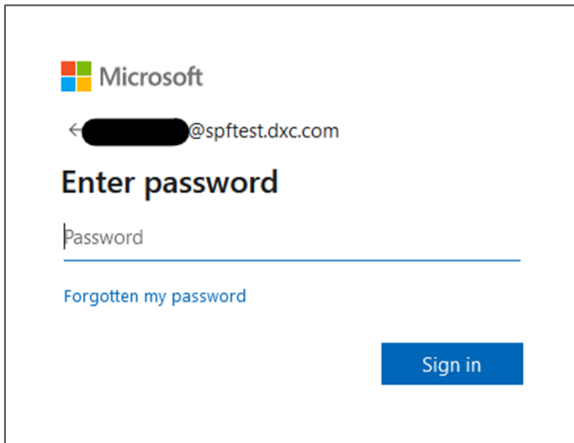 Microsoft
@spftest.dxc.com
Enter password
Password
Forgotten my password
Sign in